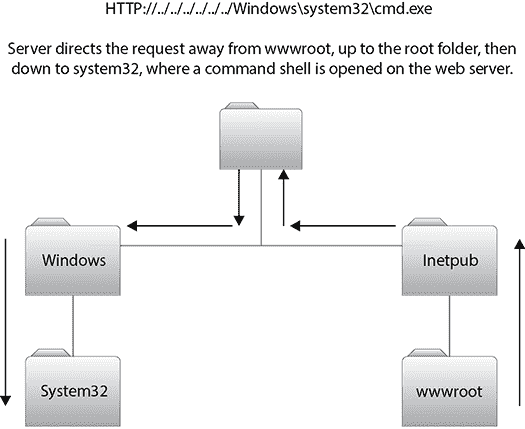 HTTP://../../../../../../Windows\system32\cmd.exe
Server directs the request away from wwwroot, up to the root folder, then
down to system32, where a command shell is opened on the web server.
Windows
Inetpub
System32
wwwroot